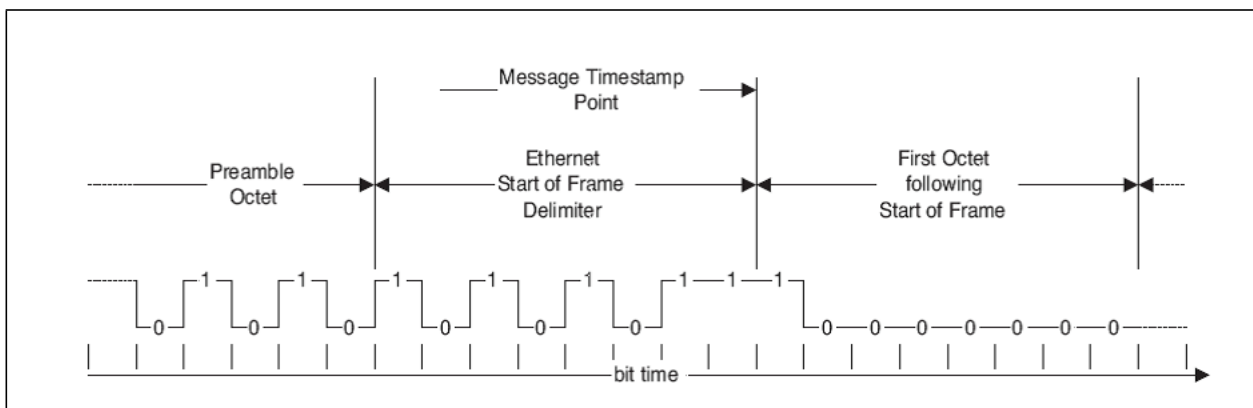 Message Timestamp
Point
Preamble
Octet
Ethernet
Start of Frame
Delimiter
First Octet
following
Start of Frame
0 1 0 1 0 1 0 1 0 1 0 1 1 1 0 0 0 0 0 0 0
bit time